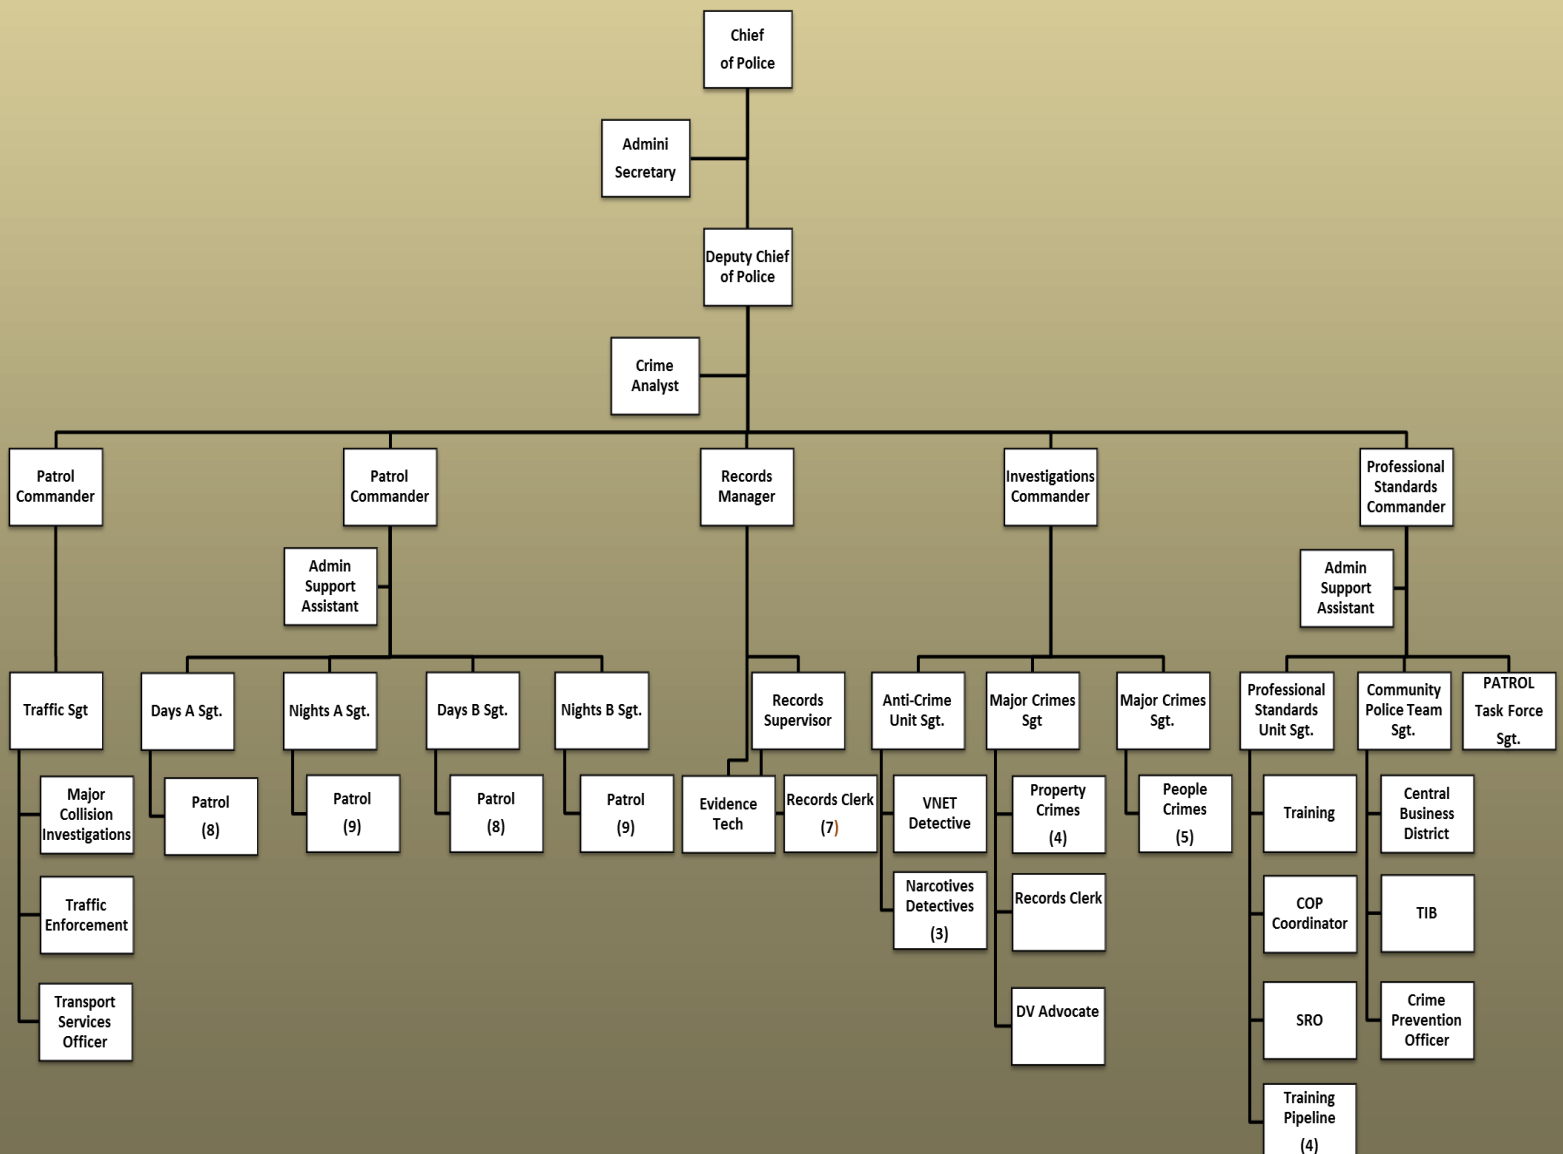 Chief
of Police
Admini
Secretary
Deputy Chief
of Police
Crime
Analyst
Patrol
Commander
Patrol
Commander
Records
Manager
Investigations
Commander
Professional
Standards
Commander
Admin
Support
Assistant
Admin
Support
Assistant
Traffic Sgt
Days A Sgt.
Nights A Sgt.
Days B Sgt.
Nights B Sgt.
Records
Supervisor
Anti-Crime
Unit Sgt.
Major Crimes
Sgt
Major Crimes
Sgt.
Professional
Standards
Unit Sgt.
Community
Police Team
Sgt.
PATROL
Task Force
Sgt.
Major
Collision
Investigations
Patrol
(8)
Patrol
(9)
Patrol
(8)
Patrol
(9)
Evidence
Tech
Records Clerk
(7)
VNET
Detective
Property
Crimes
(4)
People
Crimes
(5)
Training
Central
Business
District
Traffic
Enforcement
Narcotives
Detectives
(3)
Records Clerk
COP
Coordinator
TIB
Transport
Services
Officer
DV Advocate
SRO
Crime
Prevention
Officer
Training
Pipeline
(4)